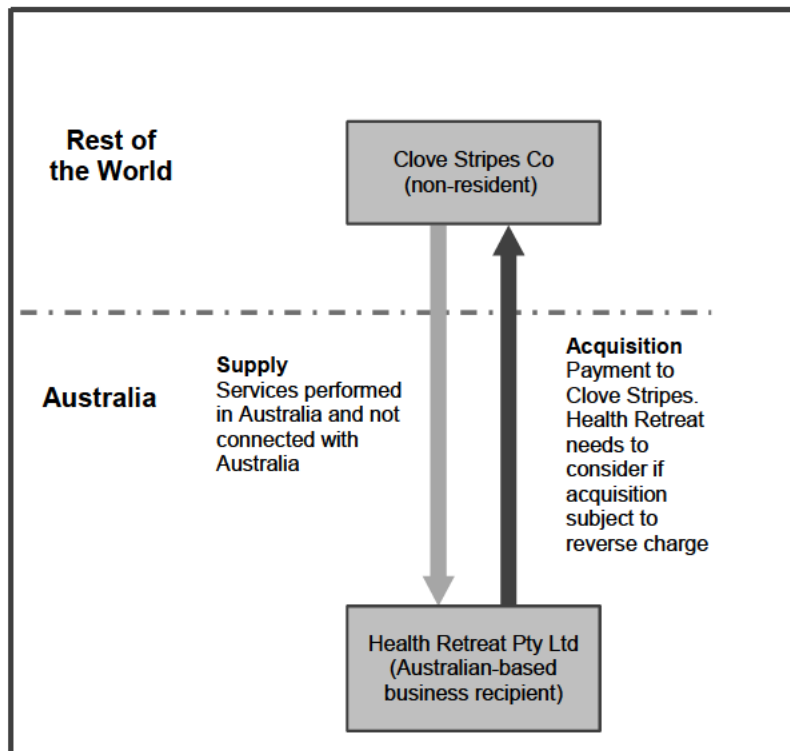 Rest of
the World
Clove Stripes Co
(non-resident)
Australia
Supply
Services performed
in Australia and not
connected with
Australia
Acquisition
Payment to
Clove Stripes.
Health Retreat
needs to
consider if
acquisition
subject to
reverse charge
Health Retreat Pty Ltd
(Australian-based
business recipient)